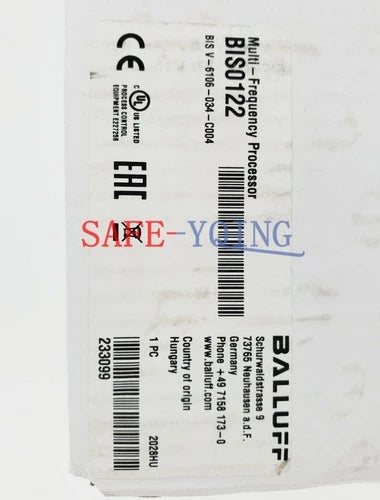 Multi-Frequency Processor
BIS0122
BIS V-6106-034-C004
CE
c UL US LISTED
PROCESS CONTROL
EQUIPMENT E227256
EAC
SAFE-YQING
BALLUFF
Schurwaldstrasse 9
73765 Neuhausen a.d.F.
Germany
Phone +49 7158 173-0
www.balluff.com
Country of origin
Hungary
1 PC
2028HU
233099